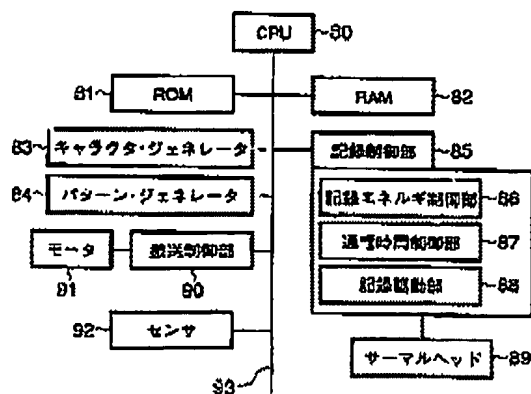 CPU 80
81 ROM
RAM 82
83 キャラクタ・ジェネレータ
記録制御部 85
84 パターン・ジェネレータ
記録エネルギ制御部 86
モータ
搬送制御部
通電時間制御部 87
91
90
記録駆動部 88
92 センサ
サーマルヘッド
93
89